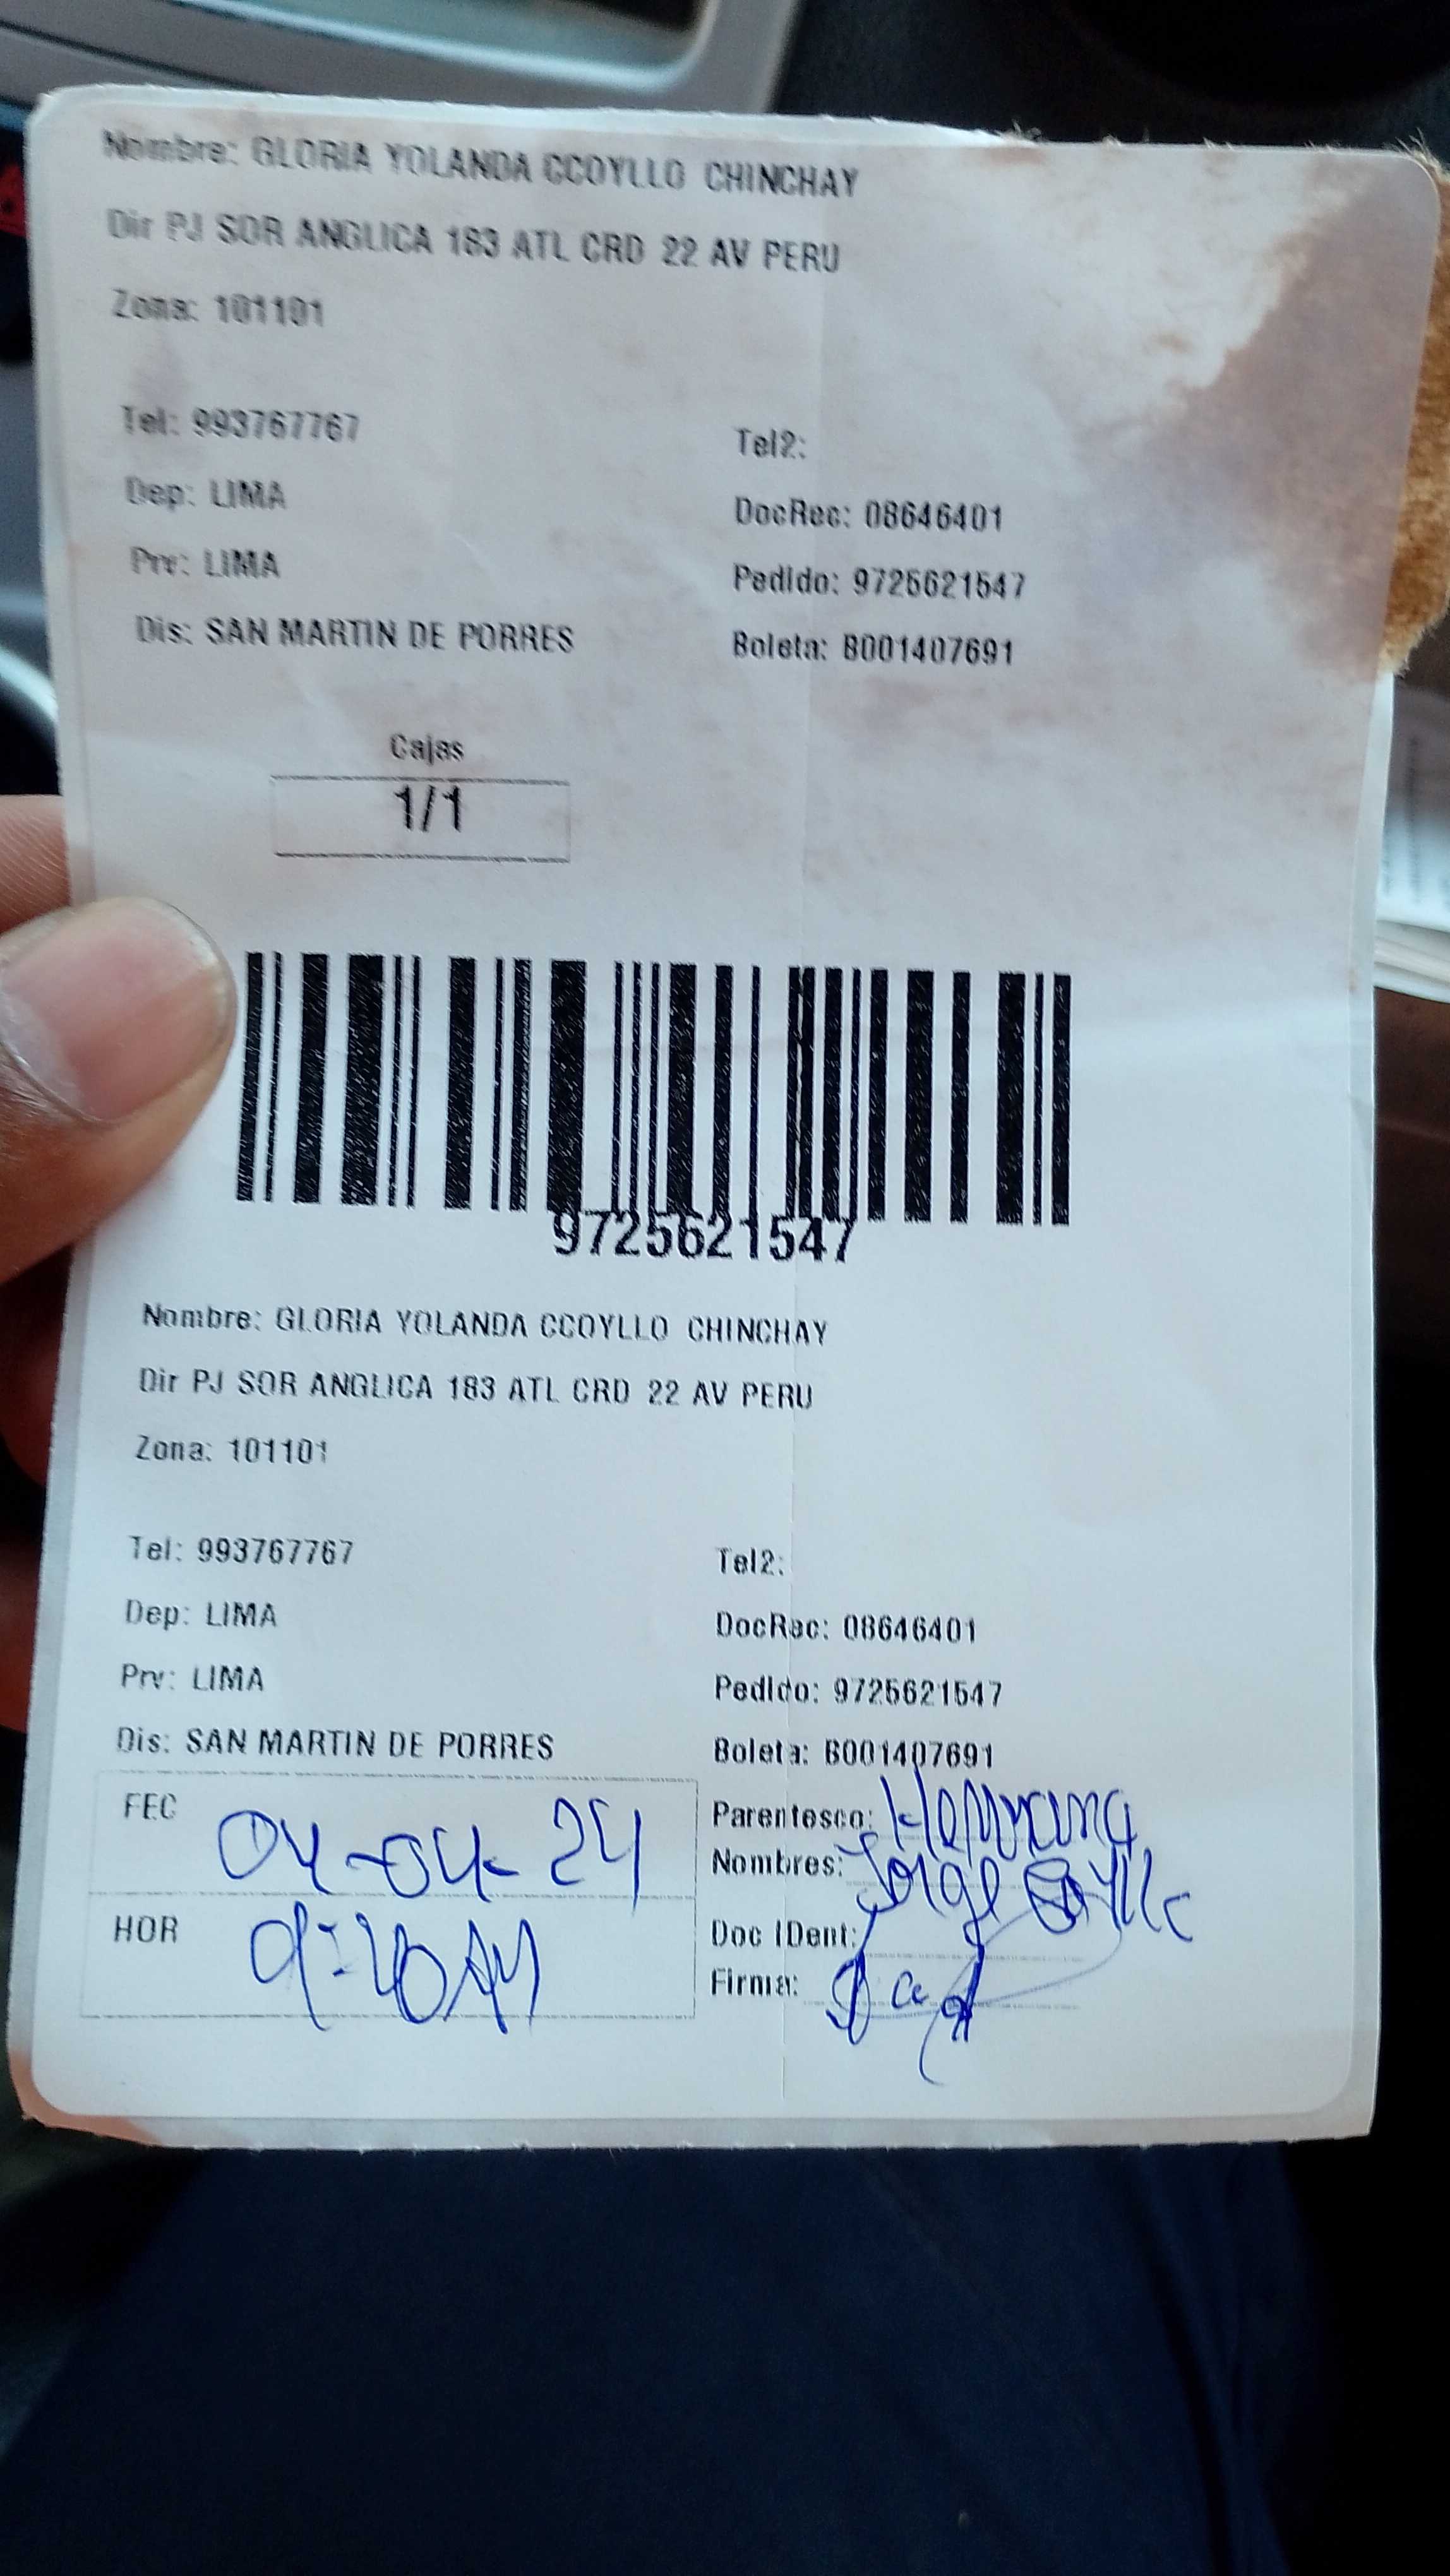 Nombre: GLORIA YOLANDA CCOYLLO CHINCHAY
Dir PJ SOR ANGLICA 183 ATL CRD 22 AV PERU
Zona: 101101
Tel: 993767767 Tel2:
Dep: LIMA DocRec: 08646401
Prv: LIMA Pedido: 9725621547
Dis: SAN MARTIN DE PORRES Boleta: B001407691
Cajas
1/1
9725621547
Nombre: GLORIA YOLANDA CCOYLLO CHINCHAY
Dir PJ SOR ANGLICA 183 ATL CRD 22 AV PERU
Zona: 101101
Tel: 993767767 Tel2:
Dep: LIMA DocRec: 08646401
Prv: LIMA Pedido: 9725621547
Dis: SAN MARTIN DE PORRES Boleta: B001407691
FEC 04-04-24 Parentesco:
Nombres: Jorge
HOR 9:40 AM Doc IDent:
Firma: